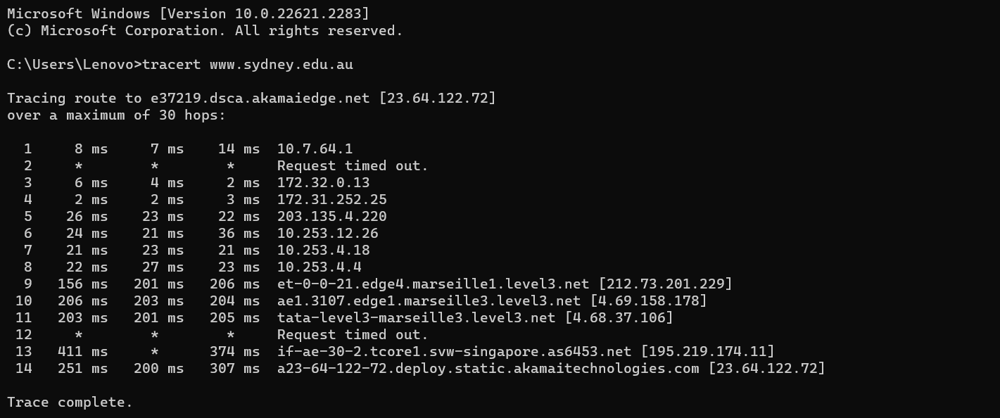 Microsoft Windows [Version 10.0.22621.2283]
(c) Microsoft Corporation. All rights reserved.
C:\Users\Lenovo>tracert www.sydney.edu.au
Tracing route to e37219.dsca.akamaiedge.net [23.64.122.72]
over a maximum of 30 hops:
1 8 ms 7 ms 14 ms 10.7.64.1
2 * * * Request timed out.
3 6 ms 4 ms 2 ms 172.32.0.13
4 2 ms 2 ms 3 ms 172.31.252.25
5 26 ms 23 ms 22 ms 203.135.4.220
6 24 ms 21 ms 36 ms 10.253.12.26
7 21 ms 23 ms 21 ms 10.253.4.18
8 22 ms 27 ms 23 ms 10.253.4.4
9 156 ms 201 ms 206 ms et-0-0-21.edge4.marseille1.level3.net [212.73.201.229]
10 206 ms 203 ms 204 ms ae1.3107.edge1.marseille3.level3.net [4.69.158.178]
11 203 ms 201 ms 205 ms tata-level3-marseille3.level3.net [4.68.37.106]
12 * * * Request timed out.
13 411 ms * 374 ms if-ae-30-2.tcore1.svw-singapore.as6453.net [195.219.174.11]
14 251 ms 200 ms 307 ms a23-64-122-72.deploy.static.akamaitechnologies.com [23.64.122.72]
Trace complete.